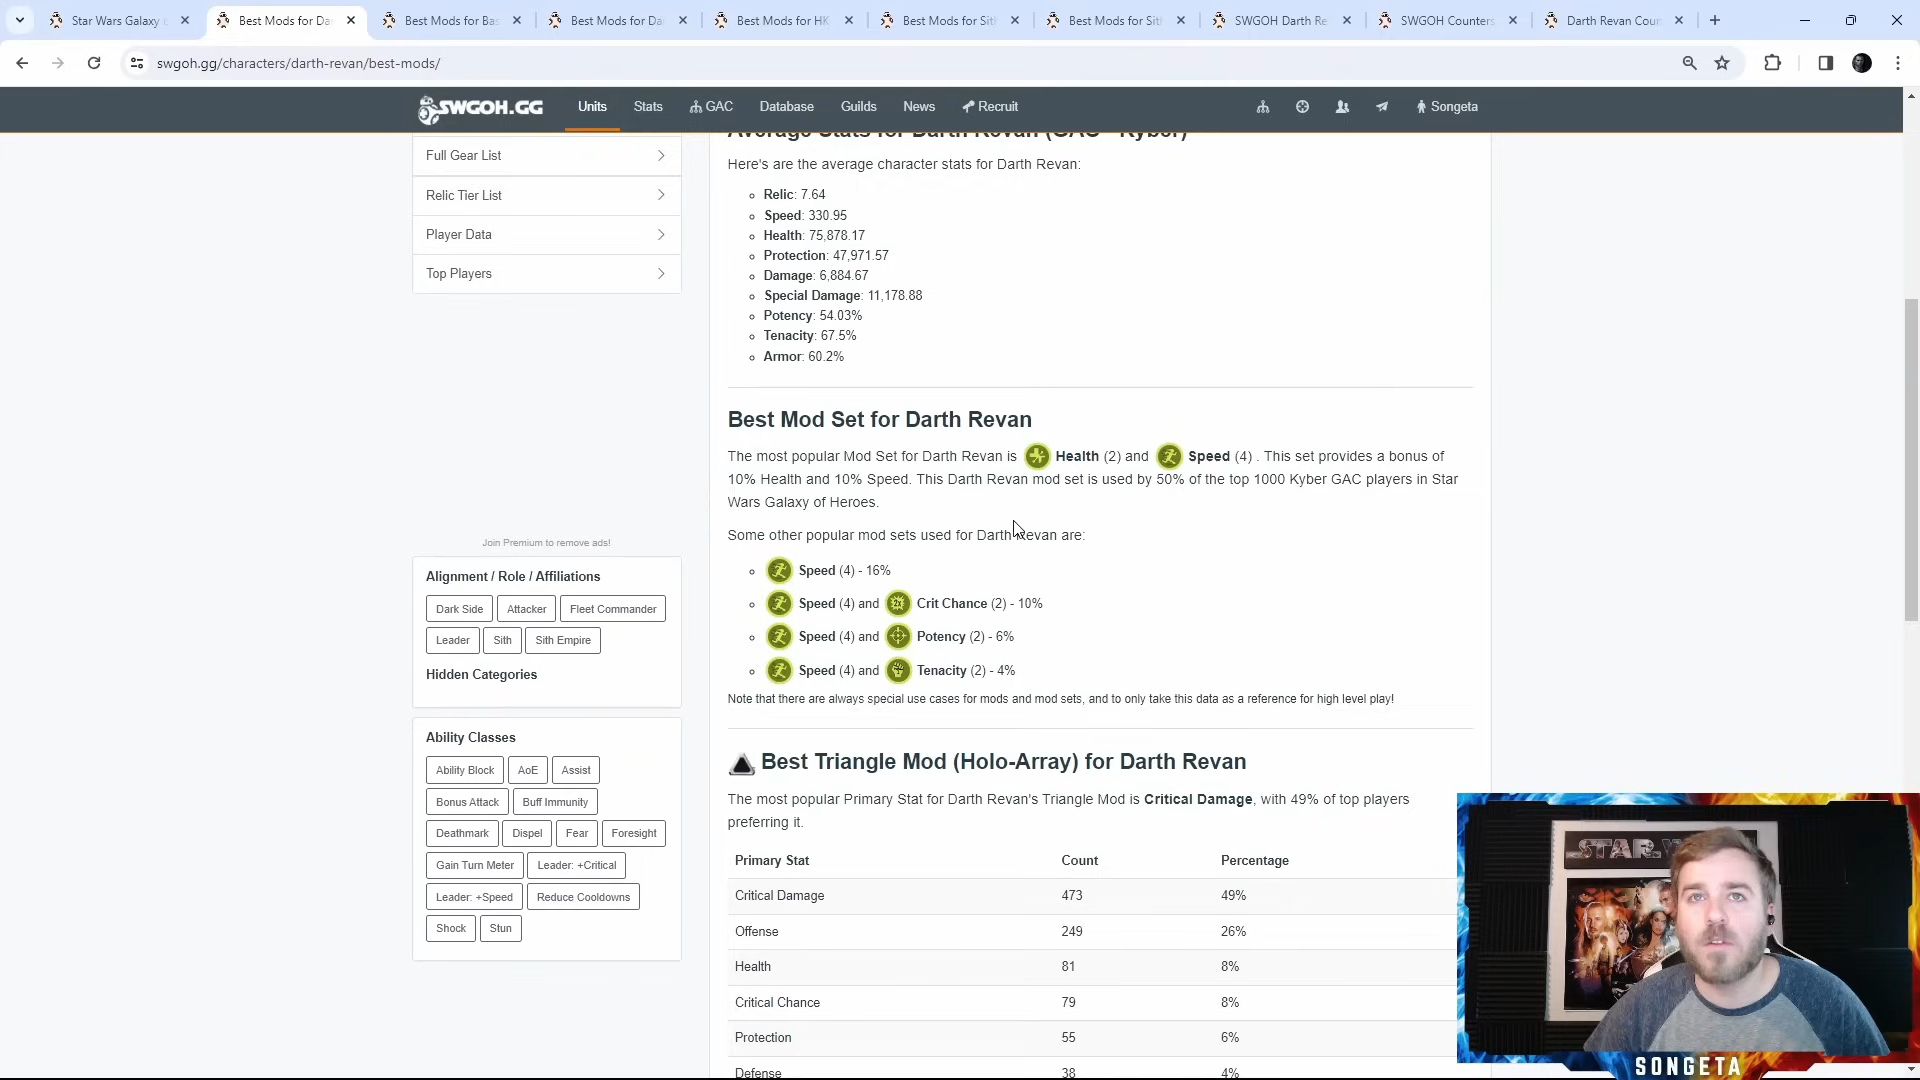 Star Wars Galaxy o
Best Mods for Da
Best Mods for Bas
Best Mods for Da
Best Mods for HK
Best Mods for Sit
Best Mods for Sit
SWGOH Darth Re
SWGOH Counters
Darth Revan Coun
swgoh.gg/characters/darth-revan/best-mods/
SWGOH.GG
Units
Stats
GAC
Database
Guilds
News
Recruit
Songeta
Full Gear List
Relic Tier List
Player Data
Top Players
Join Premium to remove ads!
Alignment / Role / Affiliations
Dark Side
Attacker
Fleet Commander
Leader
Sith
Sith Empire
Hidden Categories
Ability Classes
Ability Block
AoE
Assist
Bonus Attack
Buff Immunity
Deathmark
Dispel
Fear
Foresight
Gain Turn Meter
Leader: +Critical
Leader: +Speed
Reduce Cooldowns
Shock
Stun
Average Stats for Darth Revan (GAC - Kyber)
Here's are the average character stats for Darth Revan:
Relic: 7.64
Speed: 330.95
Health: 75,878.17
Protection: 47,971.57
Damage: 6,884.67
Special Damage: 11,178.88
Potency: 54.03%
Tenacity: 67.5%
Armor: 60.2%
Best Mod Set for Darth Revan
The most popular Mod Set for Darth Revan is Health (2) and Speed (4) . This set provides a bonus of
10% Health and 10% Speed. This Darth Revan mod set is used by 50% of the top 1000 Kyber GAC players in Star
Wars Galaxy of Heroes.
Some other popular mod sets used for Darth Revan are:
Speed (4) - 16%
Speed (4) and Crit Chance (2) - 10%
Speed (4) and Potency (2) - 6%
Speed (4) and Tenacity (2) - 4%
Note that there are always special use cases for mods and mod sets, and to only take this data as a reference for high level play!
Best Triangle Mod (Holo-Array) for Darth Revan
The most popular Primary Stat for Darth Revan's Triangle Mod is Critical Damage, with 49% of top players
preferring it.
Primary Stat Count Percentage
Critical Damage 473 49%
Offense 249 26%
Health 81 8%
Critical Chance 79 8%
Protection 55 6%
Defense 38 4%
STAR W
SONGETA